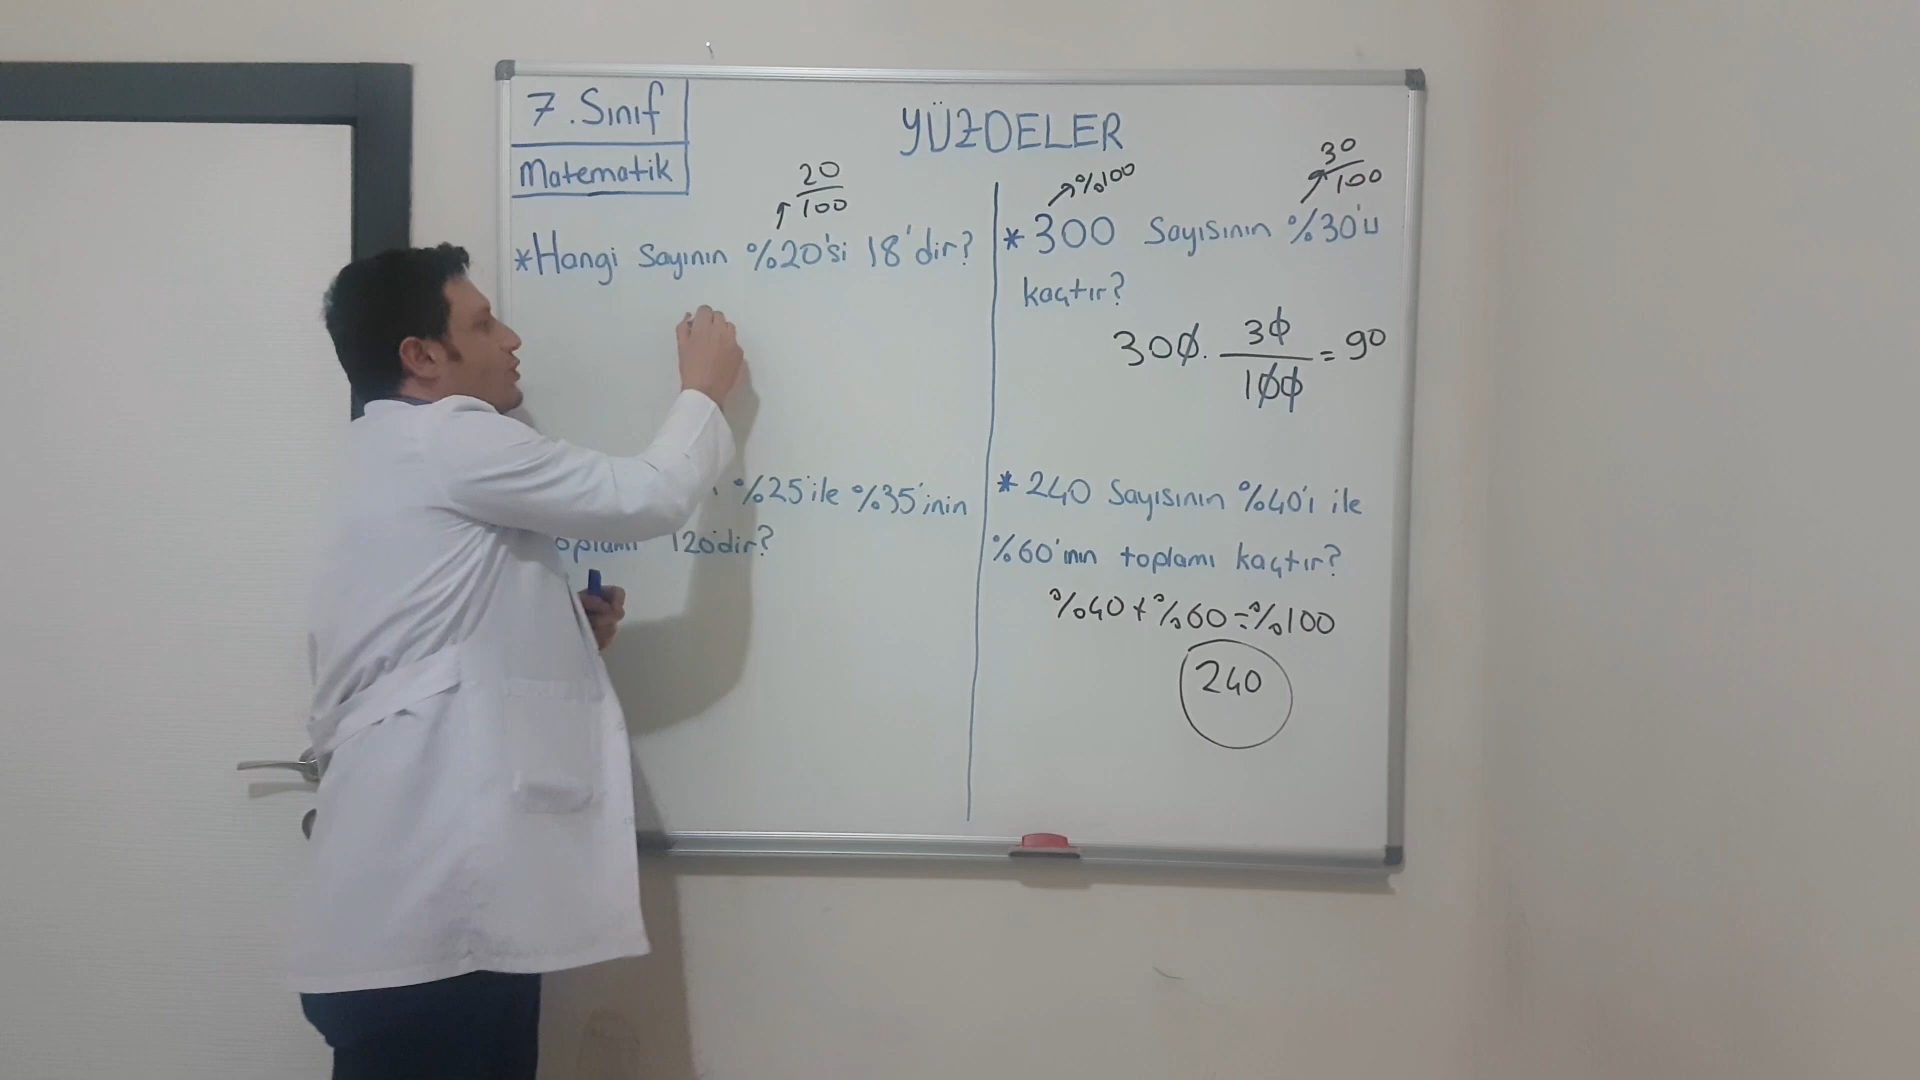 7. Sınıf
Matematik
YÜZDELER
20
100
*Hangi Sayının %20'si 18'dir?
%25 ile %35'inin
120dir?
%100
30
100
* 300 Sayısının %30'u
kaçtır?
300 . 30 = 90
100
* 240 Sayısının %40'ı ile
%60'ının toplamı kaçtır?
%40 + %60 = %100
240